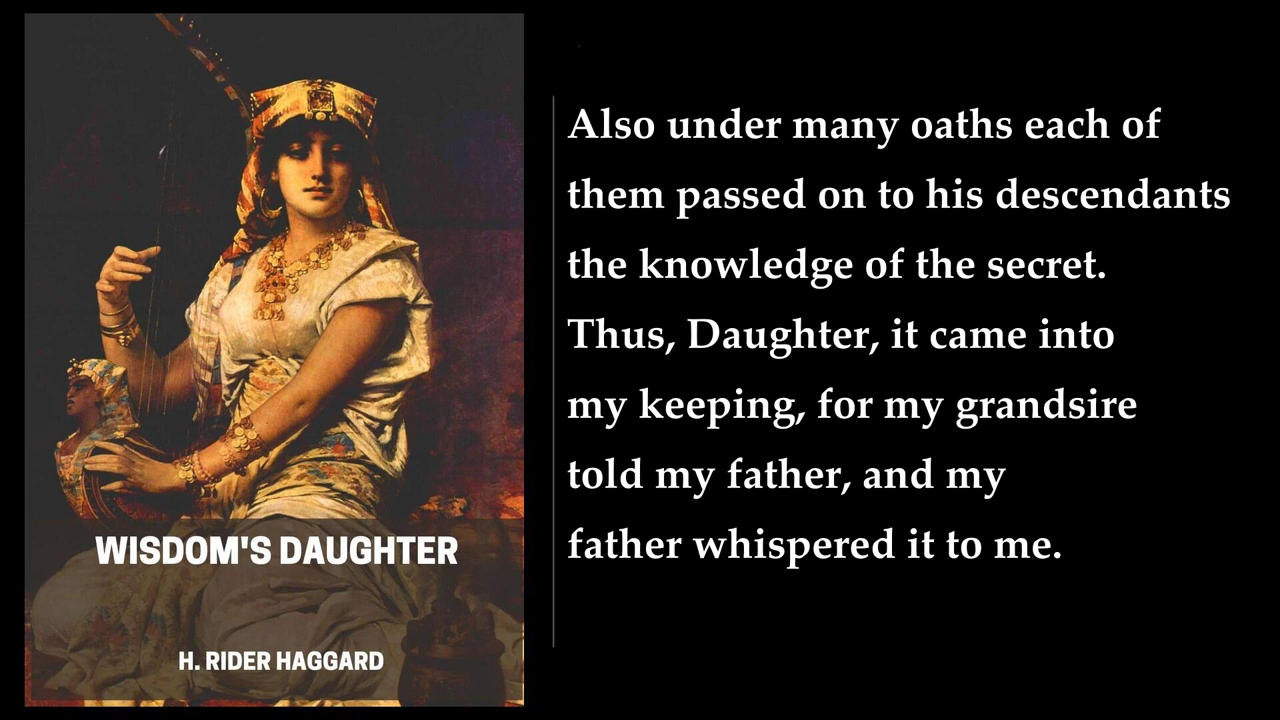 WISDOM'S DAUGHTER
H. RIDER HAGGARD
Also under many oaths each of
them passed on to his descendants
the knowledge of the secret.
Thus, Daughter, it came into
my keeping, for my grandsire
told my father, and my
father whispered it to me.